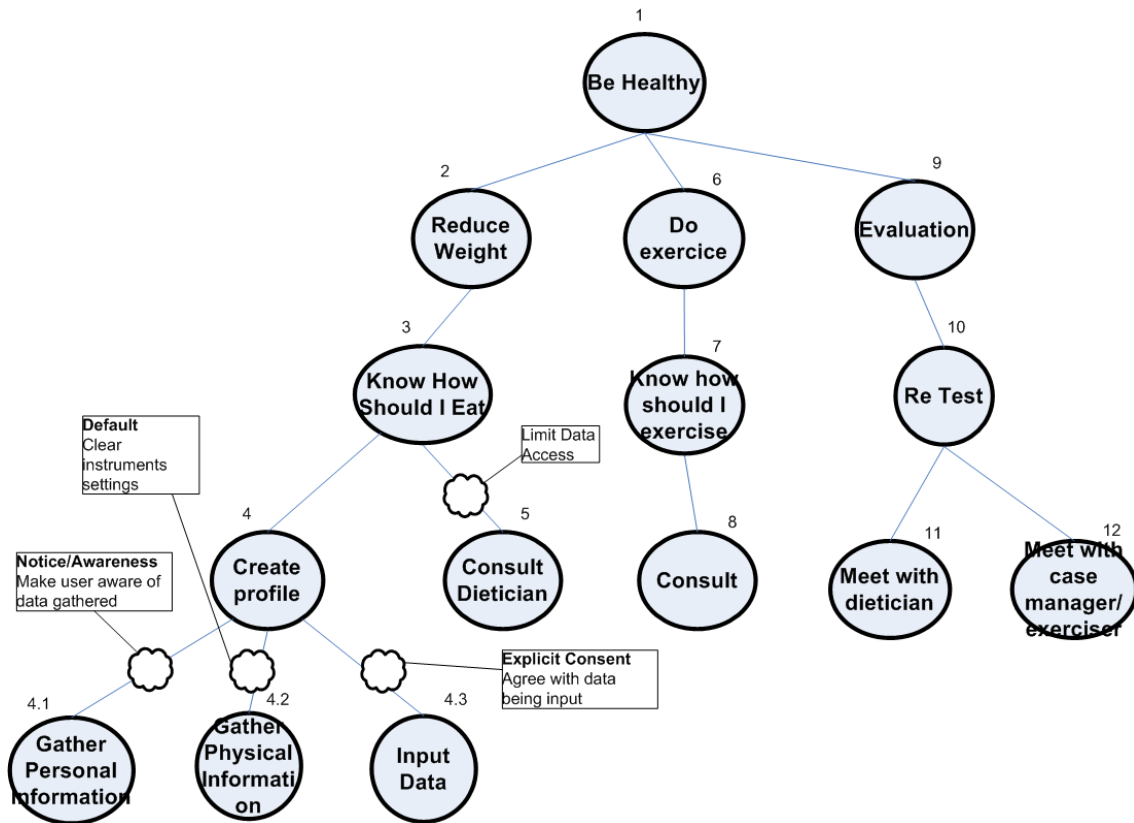 1
Be Healthy
2
Reduce
Weight
6
Do
exercice
9
Evaluation
3
Know How
Should I Eat
7
Know how
should I
exercise
10
Re Test
Default
Clear
instruments
settings
Limit Data
Access
4
Create
profile
5
Consult
Dietician
8
Consult
11
Meet with
dietician
12
Meet with
case
manager/
exerciser
Notice/Awareness
Make user aware of
data gathered
Explicit Consent
Agree with data
being input
4.1
Gather
Personal
Information
4.2
Gather
Physical
Informati
on
4.3
Input
Data